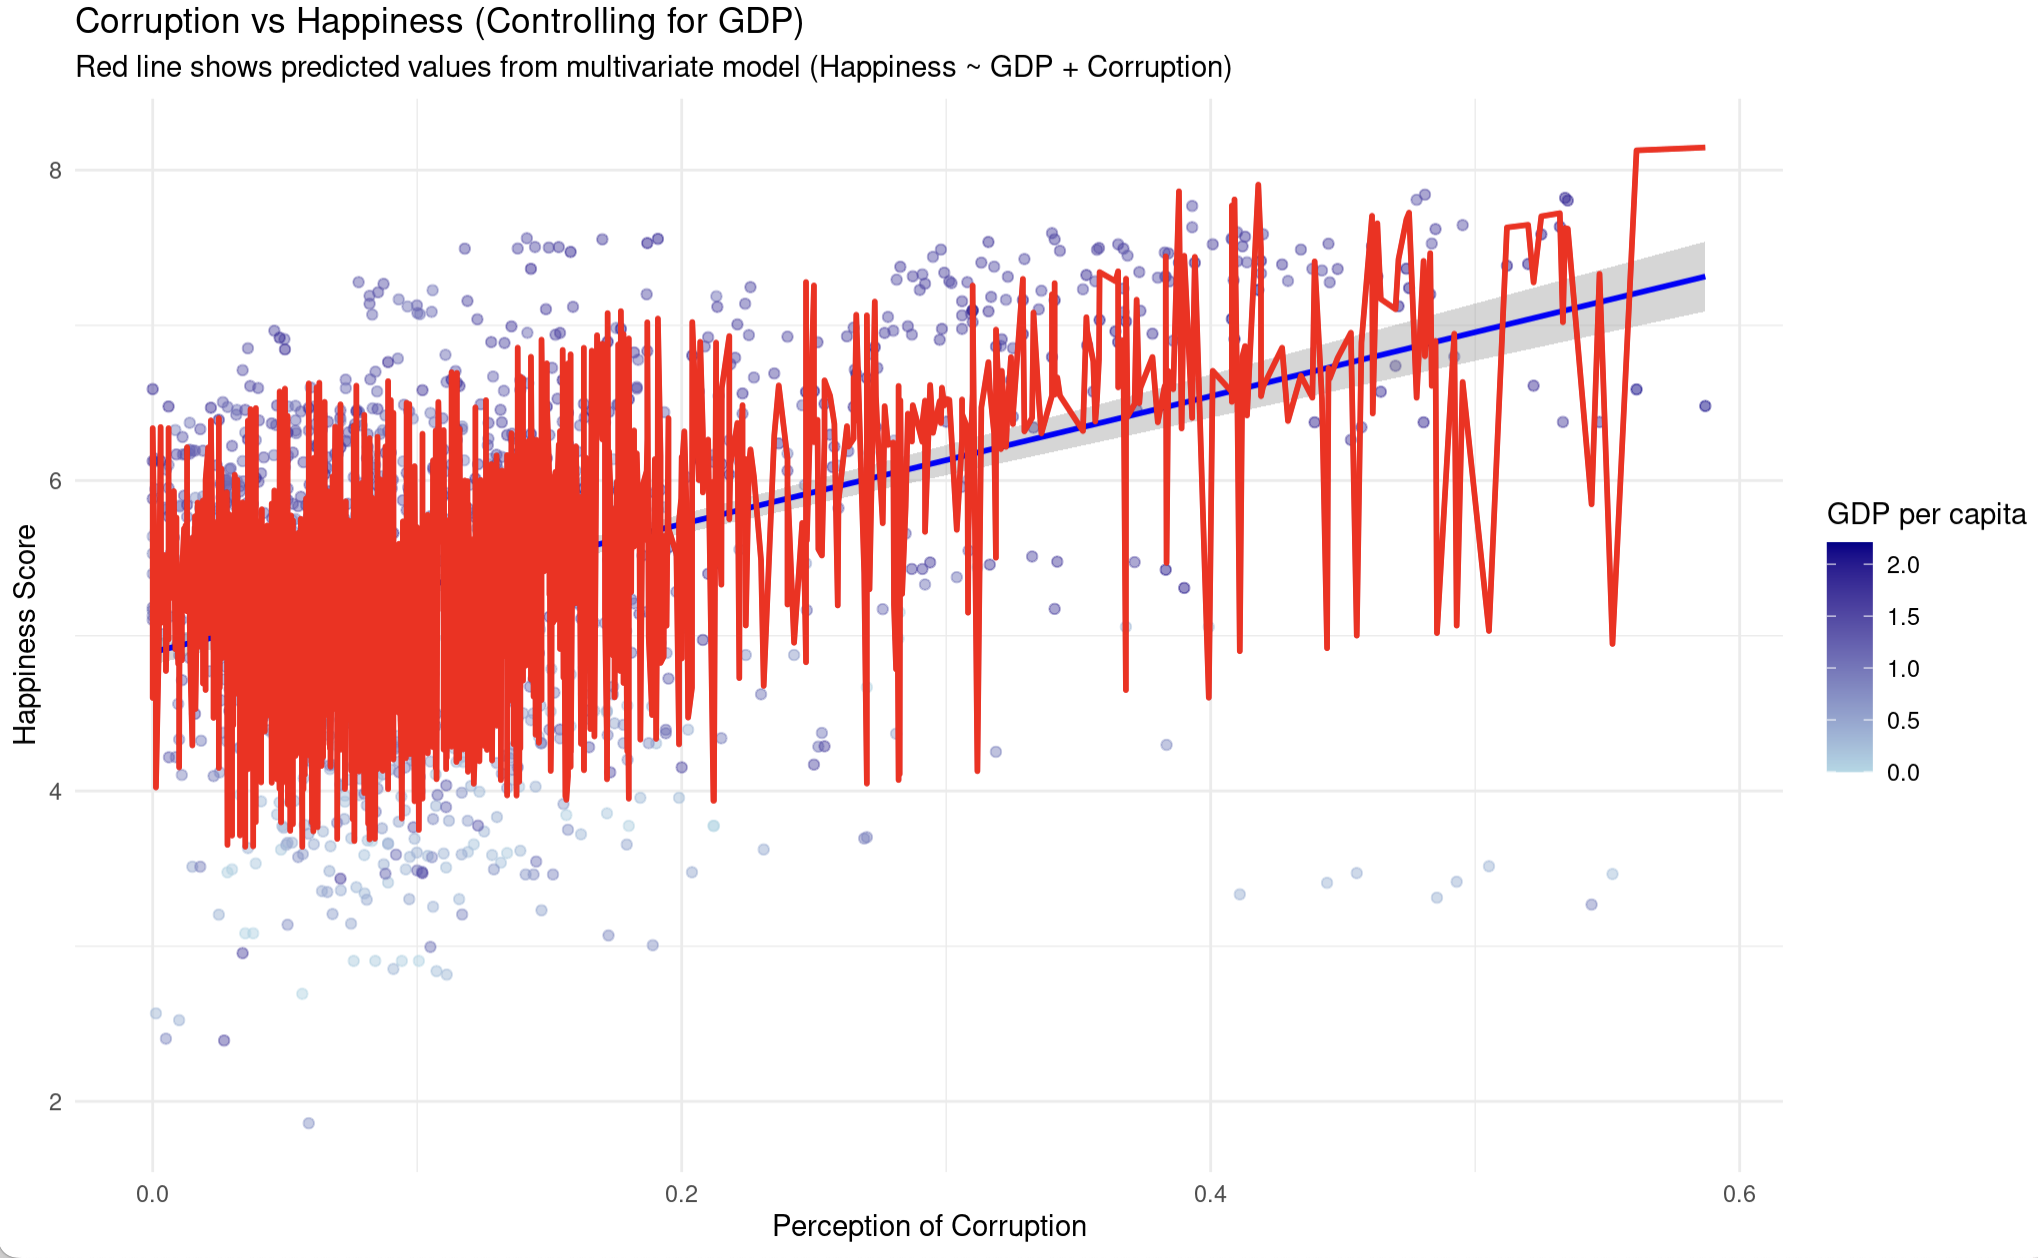 Corruption vs Happiness (Controlling for GDP)
Red line shows predicted values from multivariate model (Happiness ~ GDP + Corruption)
8
6
4
2
Happiness Score
0.0
0.2
0.4
0.6
Perception of Corruption
GDP per capita
2.0
1.5
1.0
0.5
0.0